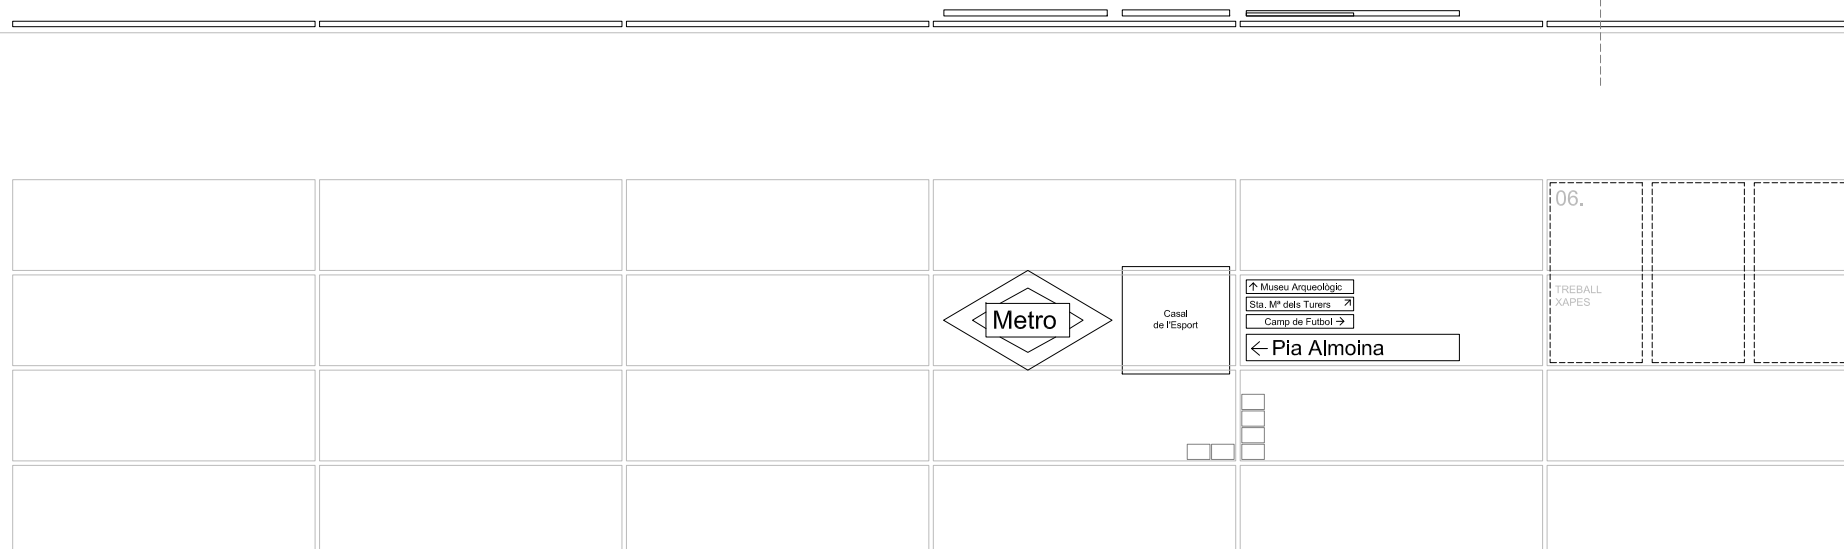 06.
TREBALL
XAPES
Metro
Casal
de l'Esport
↑ Museu Arqueològic
Sta. Mª dels Turers ↗
Camp de Futbol →
← Pia Almoina